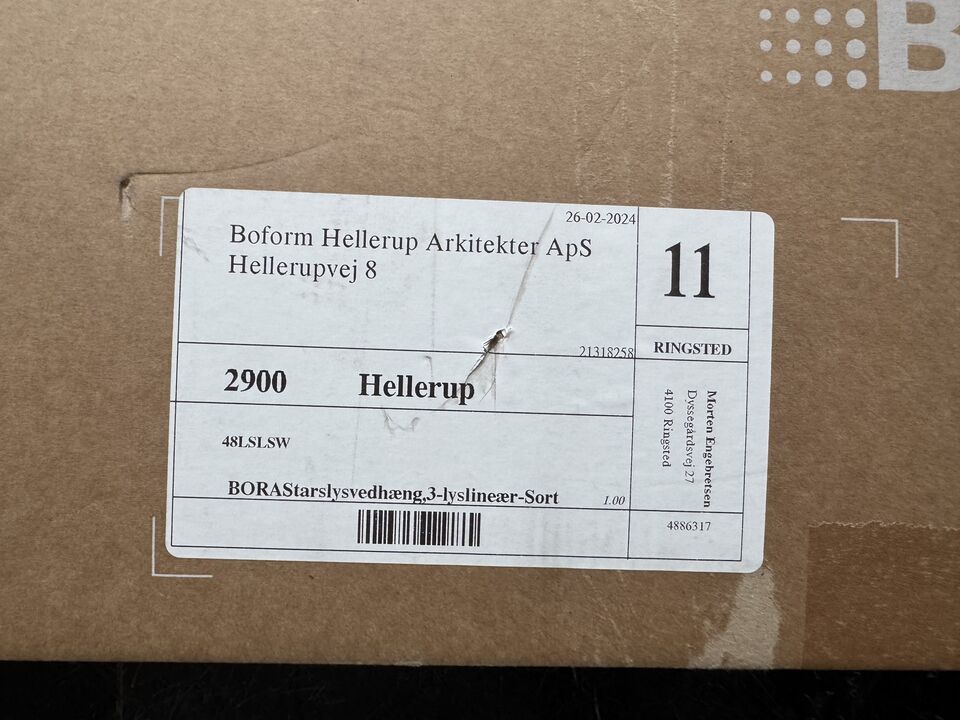 B
26-02-2024
Boform Hellerup Arkitekter ApS
Hellerupvej 8
11
21318258
RINGSTED
2900 Hellerup
Morten Engebretsen
Dyssegårdsvej 27
4100 Ringsted
48LSLSW
BORAStarslysvedhæng,3-lyslineær-Sort 1.00
4886317